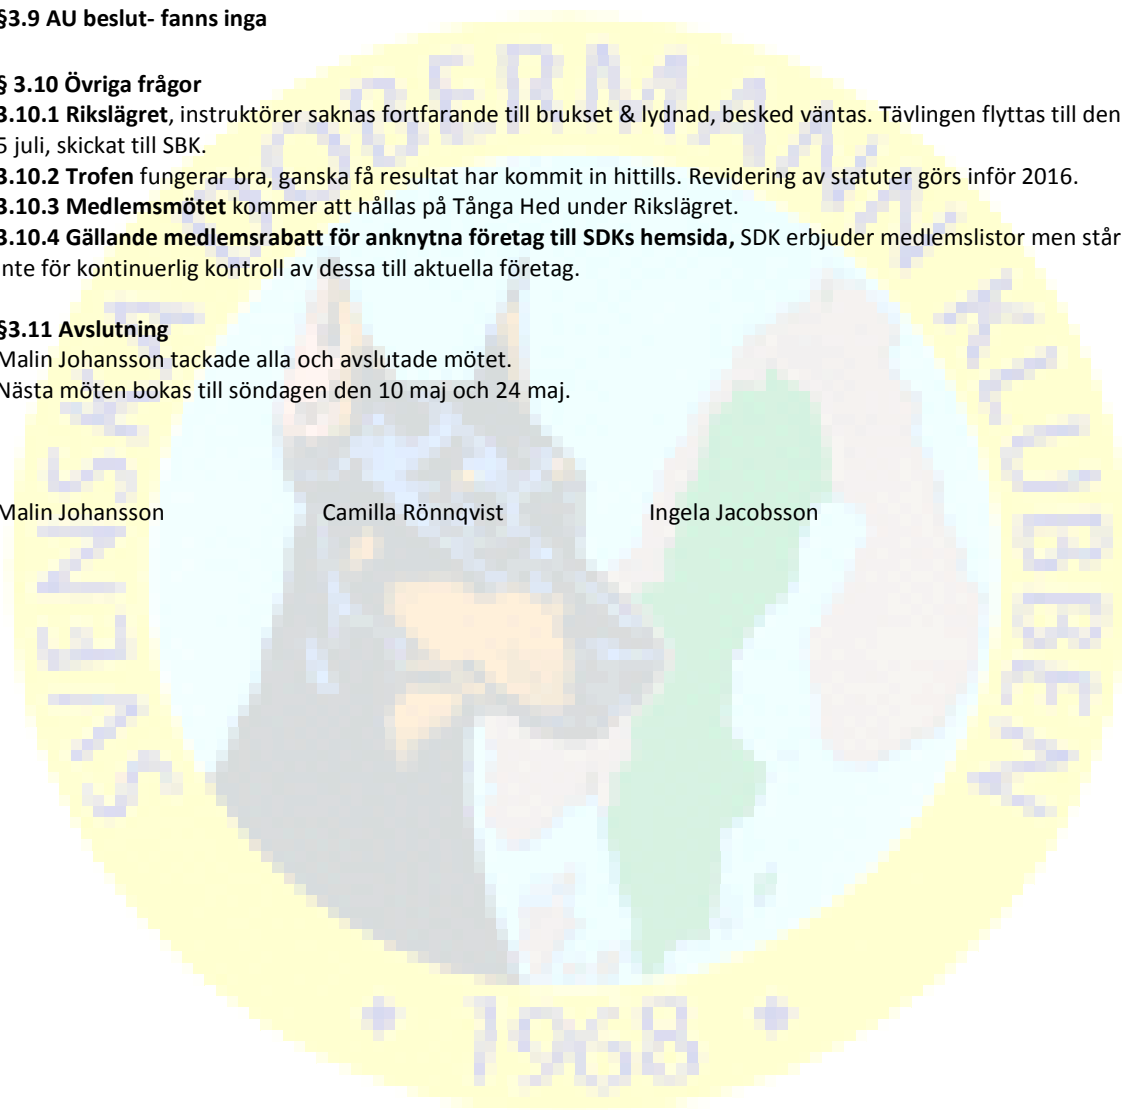 §3.9 AU beslut- fanns inga
§ 3.10 Övriga frågor
3.10.1 Rikslägret, instruktörer saknas fortfarande till brukset & lydnad, besked väntas. Tävlingen flyttas till den
5 juli, skickat till SBK.
3.10.2 Trofen fungerar bra, ganska få resultat har kommit in hittills. Revidering av statuter görs inför 2016.
3.10.3 Medlemsmötet kommer att hållas på Tånga Hed under Rikslägret.
3.10.4 Gällande medlemsrabatt för anknytna företag till SDKs hemsida, SDK erbjuder medlemslistor men står
inte för kontinuerlig kontroll av dessa till aktuella företag.
§3.11 Avslutning
Malin Johansson tackade alla och avslutade mötet.
Nästa möten bokas till söndagen den 10 maj och 24 maj.
Malin Johansson Camilla Rönnqvist Ingela Jacobsson
SVENSKA DOBERMANN KLUBBEN
1968